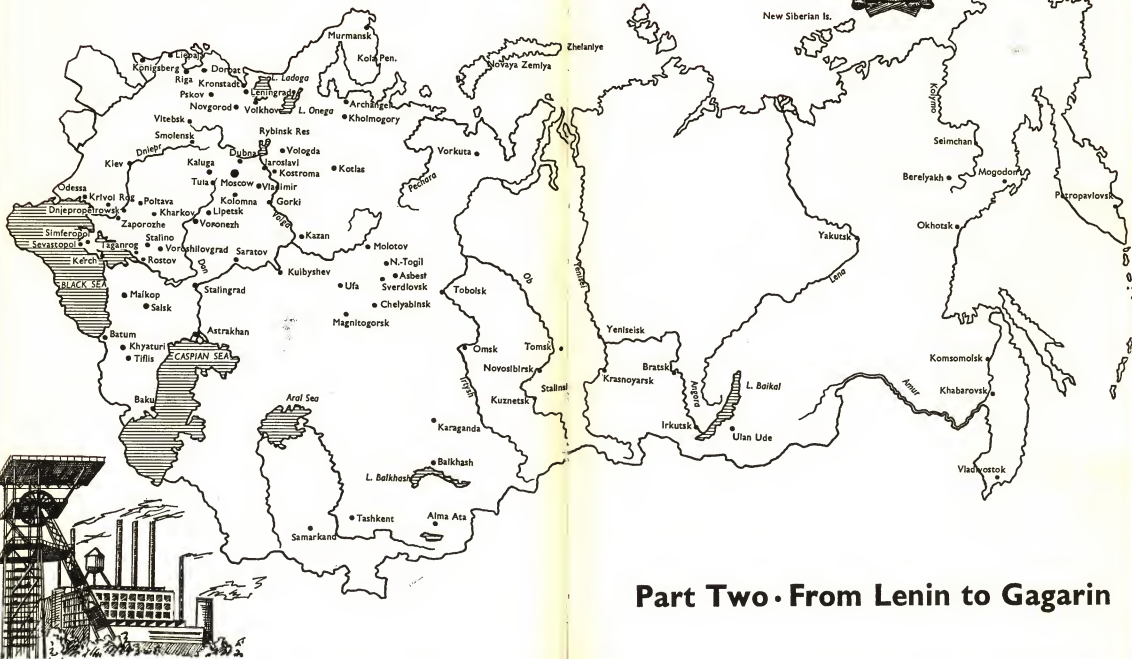 New Siberian Is.
Murmansk
Kola Pen.
Zhelaniye
Novaya Zemlya
Liepaja
Konigsberg
Riga
Dorpat
Kronstadt
L. Ladoga
Leningrad
Pskov
Novgorod
Volkhov
L. Onega
Archangel
Kholmogory
Vitebsk
Smolensk
Rybinsk Res
Vologda
Dniepr
Dubna
Jaroslavl
Kostroma
Kotlas
Vorkuta
Pechara
Kiev
Kaluga
Moscow
Vladimir
Tula
Kolomna
Gorki
Odessa
Krivoi Rog
Poltava
Dnjepropetrowsk
Kharkov
Lipetsk
Zaporozhe
Voronezh
Volga
Kazan
Simferopol
Sevastopol
Taganrog
Stalino
Voroshilovgrad
Saratov
Kerch
Rostov
Don
Kuibyshev
Molotov
N.-Togil
Asbest
Sverdlovsk
Ufa
Chelyabinsk
Magnitogorsk
Tobolsk
Ob
Yenisei
BLACK SEA
Maikop
Salsk
Stalingrad
Batum
Khyaturi
Tiflis
Astrakhan
CASPIAN SEA
Baku
Aral Sea
Omsk
Tomsk
Novosibirsk
Stalinsk
Kuznetsk
Irtysh
Karaganda
Balkhash
L. Balkhash
Tashkent
Alma Ata
Samarkand
Yeniseisk
Krasnoyarsk
Bratsk
Angara
L. Baikal
Irkutsk
Ulan Ude
Kolymo
Seimchan
Berelyakh
Mogodon
Petropavlovsk
Okhotsk
Yakutsk
Lena
Komsomolsk
Amur
Khabarovsk
Vladivostok
Part Two · From Lenin to Gagarin